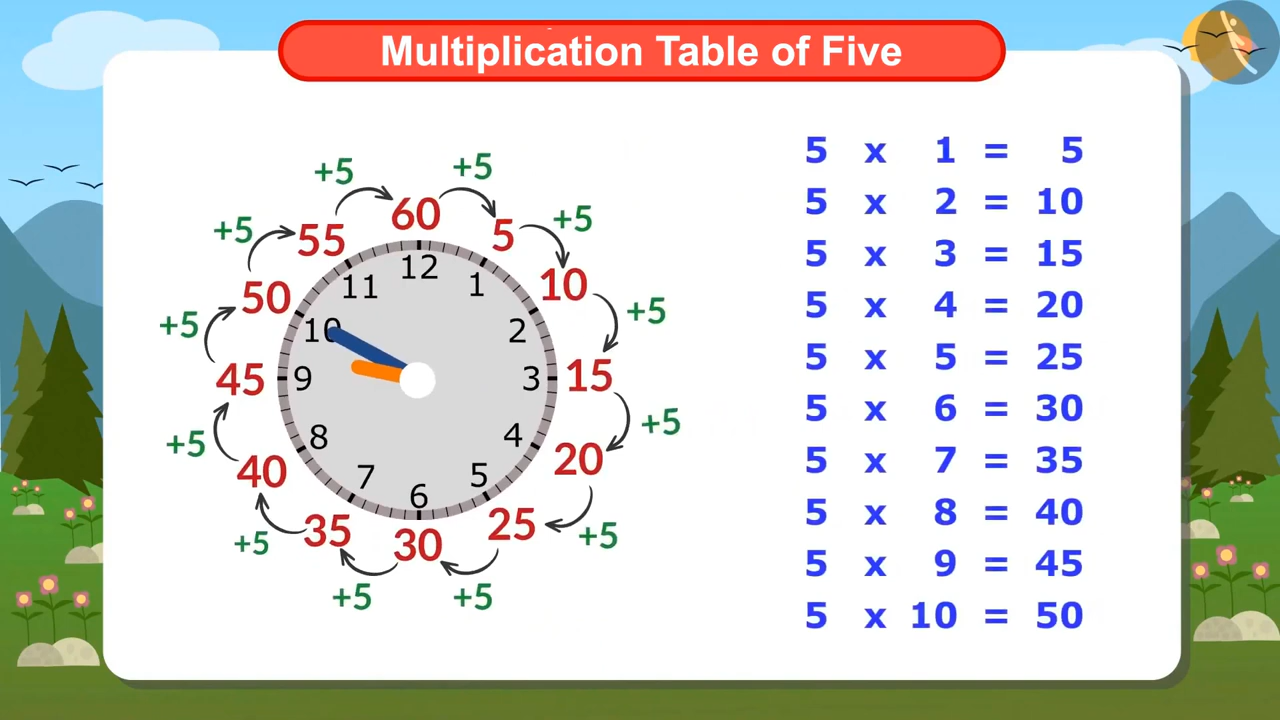 Multiplication Table of Five
+5 +5
+5 60 +5
55 5
+5 50 12 10 +5
11 1
10 2
+5 45 9 3 15
8 4
+5 40 7 5 20 +5
6
35 30 25
+5 +5 +5 +5
5 x 1 = 5
5 x 2 = 10
5 x 3 = 15
5 x 4 = 20
5 x 5 = 25
5 x 6 = 30
5 x 7 = 35
5 x 8 = 40
5 x 9 = 45
5 x 10 = 50